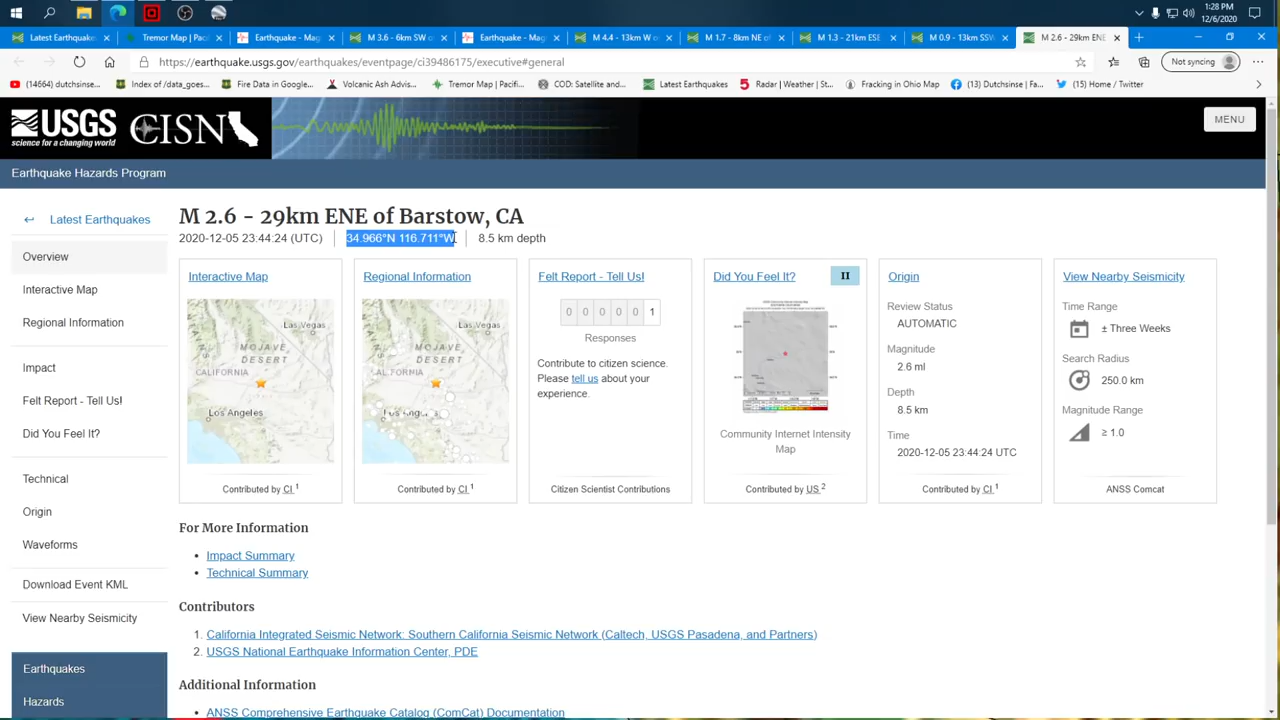 1:28 PM
12/6/2020
Latest Earthquake
Tremor Map | Pac
Earthquake - Mag
M 3.6 - 6km SW o
Earthquake - Mag
M 4.4 - 13km W o
M 1.7 - 8km NE of
M 1.3 - 21km ESE
M 0.9 - 13km SSW
M 2.6 - 29km ENE
https://earthquake.usgs.gov/earthquakes/eventpage/ci39486175/executive#general
Not syncing
(14664) dutchsinse...
Index of /data_goes...
Fire Data in Google...
Volcanic Ash Advis...
Tremor Map | Pacifi...
COD: Satellite and...
Latest Earthquakes
Radar | Weather | St...
Fracking in Ohio Map
(13) Dutchsinse | Fa...
(15) Home / Twitter
USGS
science for a changing world
CISN
MENU
Earthquake Hazards Program
Latest Earthquakes
Overview
Interactive Map
Regional Information
Impact
Felt Report - Tell Us!
Did You Feel It?
Technical
Origin
Waveforms
Download Event KML
View Nearby Seismicity
Earthquakes
Hazards
M 2.6 - 29km ENE of Barstow, CA
2020-12-05 23:44:24 (UTC)
34.966°N 116.711°W
8.5 km depth
Interactive Map
Las Vegas
MOJAVE
DESERT
CALIFORNIA
Los Angeles
Contributed by CI 1
Regional Information
Las Vegas
MOJAVE
DESERT
Contributed by CI 1
Felt Report - Tell Us!
0 0 0 0 0 1
Responses
Contribute to citizen science.
Please tell us about your
experience.
Citizen Scientist Contributions
Did You Feel It?
II
Community Internet Intensity
Map
Contributed by US 2
Origin
Review Status
AUTOMATIC
Magnitude
2.6 ml
Depth
8.5 km
Time
2020-12-05 23:44:24 UTC
Contributed by CI 1
View Nearby Seismicity
Time Range
± Three Weeks
Search Radius
250.0 km
Magnitude Range
≥ 1.0
ANSS Comcat
For More Information
Impact Summary
Technical Summary
Contributors
1. California Integrated Seismic Network: Southern California Seismic Network (Caltech, USGS Pasadena, and Partners)
2. USGS National Earthquake Information Center, PDE
Additional Information
ANSS Comprehensive Earthquake Catalog (ComCat) Documentation